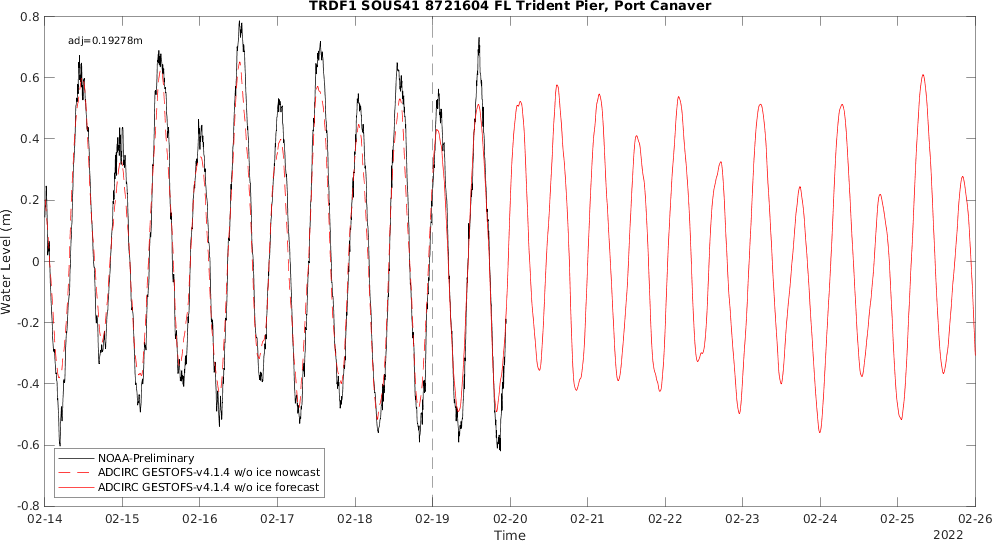 TRDF1 SOUS41 8721604 FL Trident Pier, Port Canaver
adj=0.19278m
0.8
0.6
0.4
0.2
0
-0.2
-0.4
-0.6
-0.8
Water Level (m)
NOAA-Preliminary
ADCIRC GESTOFS-v4.1.4 w/o ice nowcast
ADCIRC GESTOFS-v4.1.4 w/o ice forecast
02-14 02-15 02-16 02-17 02-18 02-19 02-20 02-21 02-22 02-23 02-24 02-25 02-26
Time
2022